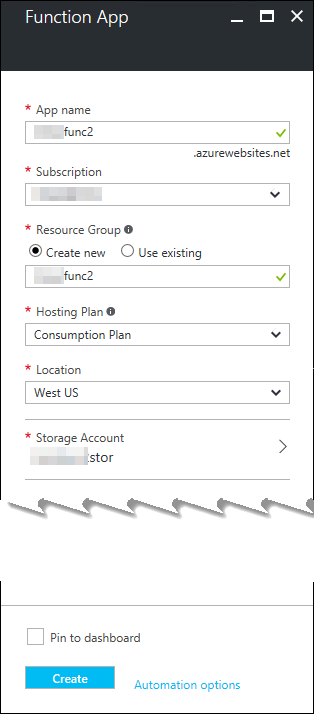 Function App
* App name
func2
.azurewebsites.net
* Subscription
* Resource Group
Create new Use existing
func2
* Hosting Plan
Consumption Plan
* Location
West US
* Storage Account
stor
Pin to dashboard
Create Automation options